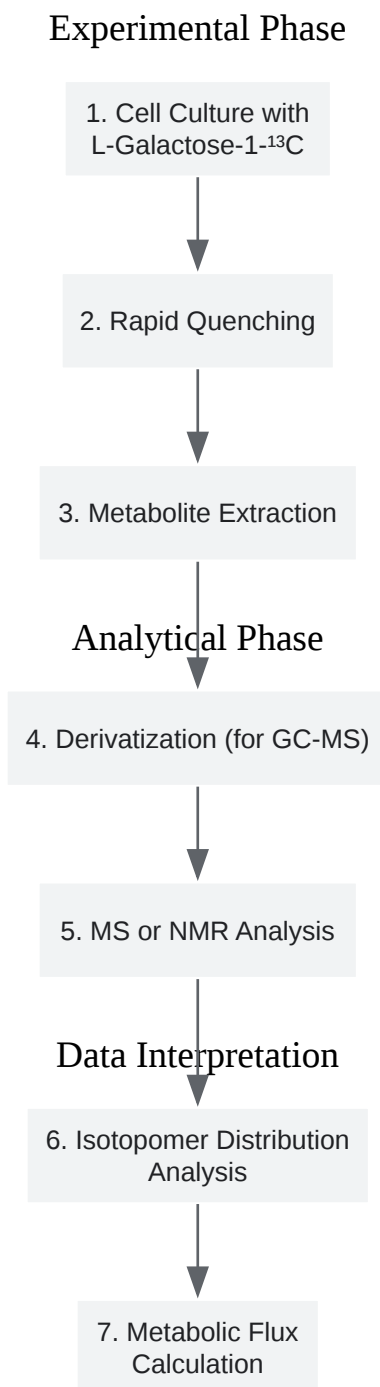 Experimental Phase
1. Cell Culture with
L-Galactose-1-¹³C
2. Rapid Quenching
3. Metabolite Extraction
Analytical Phase
4. Derivatization (for GC-MS)
5. MS or NMR Analysis
Data Interpretation
6. Isotopomer Distribution
Analysis
7. Metabolic Flux
Calculation